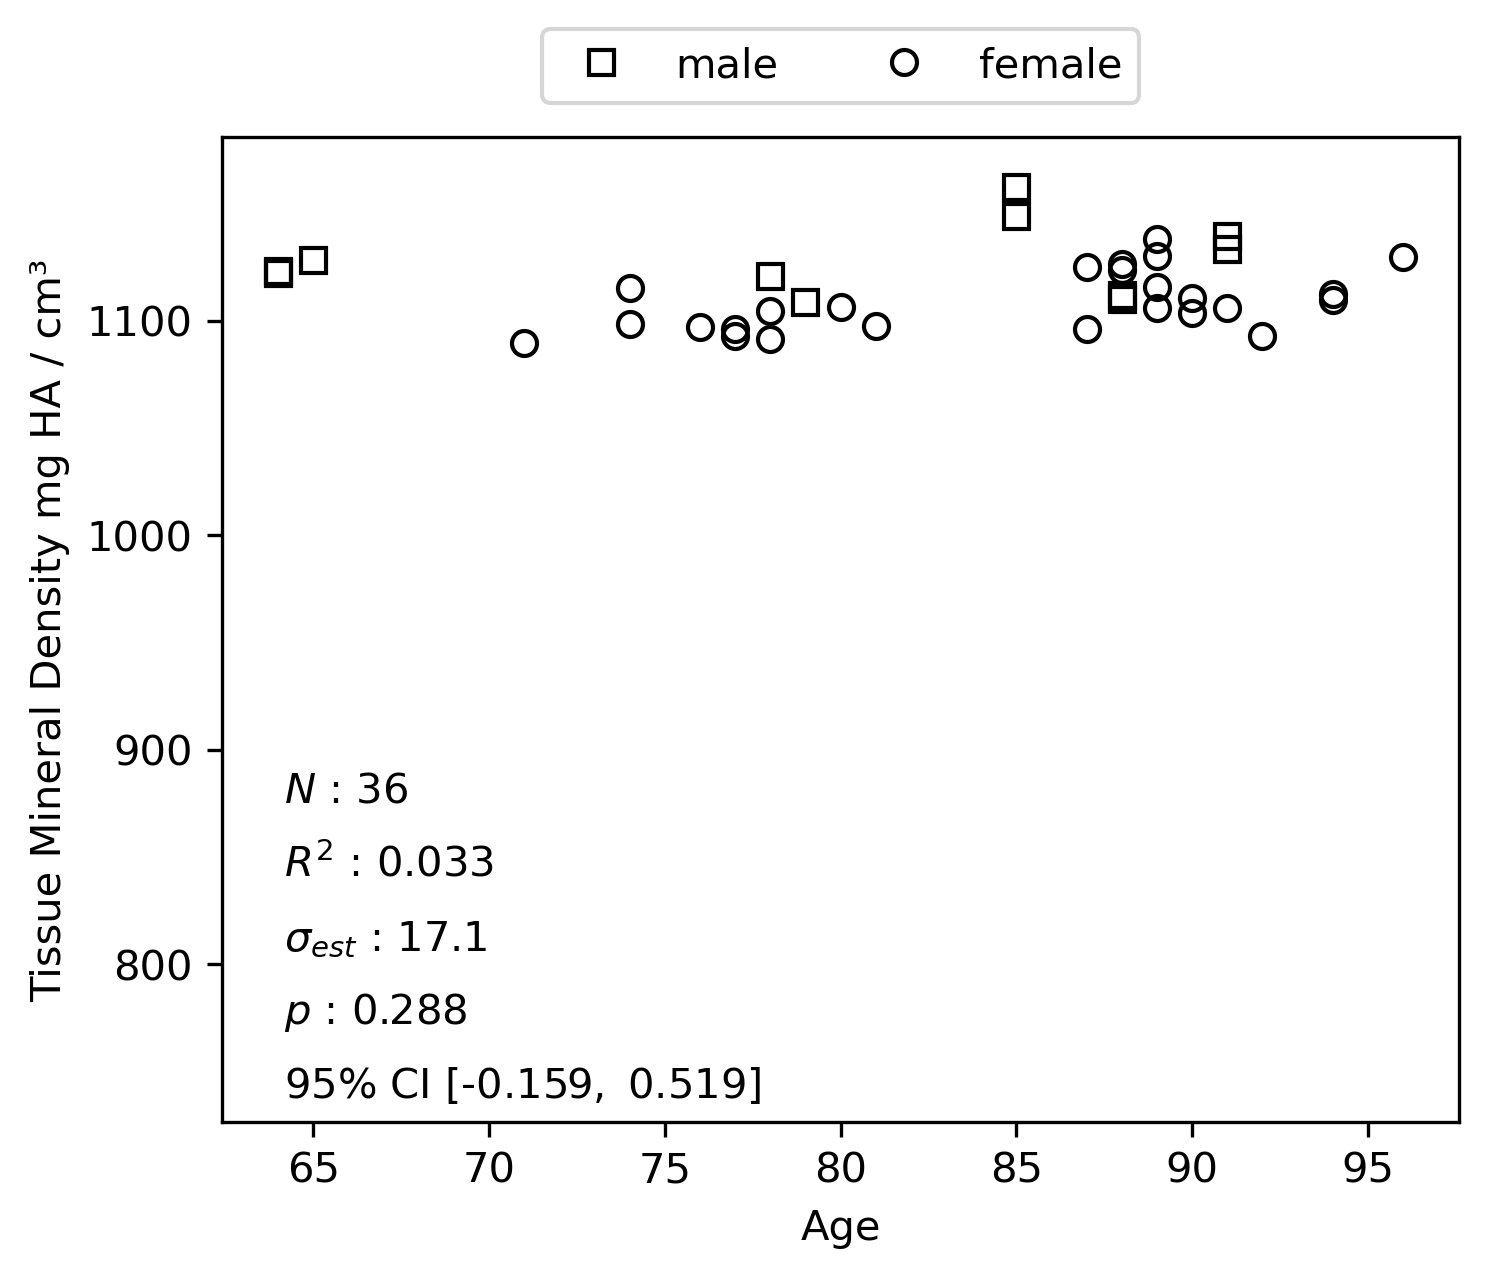 male female
Tissue Mineral Density mg HA / cm³
1100
1000
900
800
N : 36
R² : 0.033
σest : 17.1
p : 0.288
95% CI [-0.159, 0.519]
65 70 75 80 85 90 95
Age